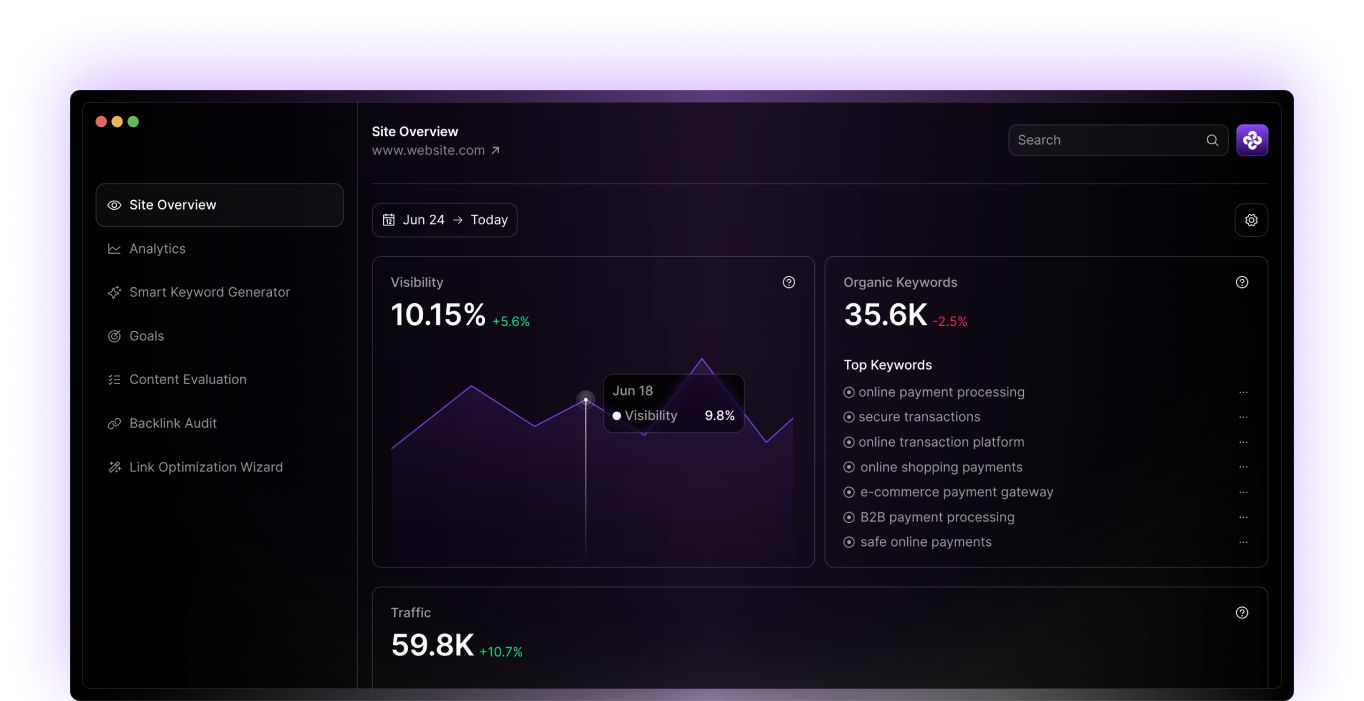 Site Overview
www.website.com
Search
Site Overview
Analytics
Smart Keyword Generator
Goals
Content Evaluation
Backlink Audit
Link Optimization Wizard
12
Jun 24 → Today
Visibility
10.15% +5.6%
Jun 18
Visibility 9.8%
Organic Keywords
35.6K -2.5%
Top Keywords
online payment processing
secure transactions
online transaction platform
online shopping payments
e-commerce payment gateway
B2B payment processing
safe online payments
Traffic
59.8K +10.7%